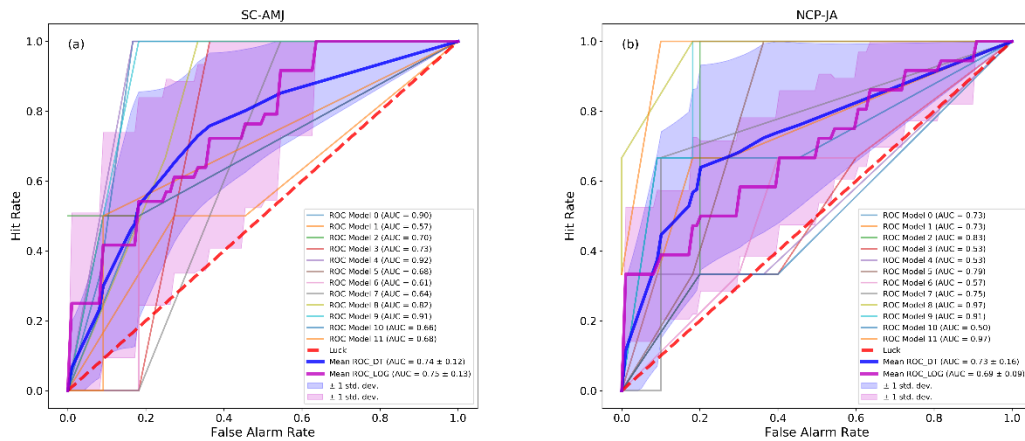 SC-AMJ
(a)
1.0
0.8
0.6
0.4
0.2
0.0
Hit Rate
0.0 0.2 0.4 0.6 0.8 1.0
False Alarm Rate
ROC Model 0 (AUC = 0.90)
ROC Model 1 (AUC = 0.57)
ROC Model 2 (AUC = 0.70)
ROC Model 3 (AUC = 0.73)
ROC Model 4 (AUC = 0.92)
ROC Model 5 (AUC = 0.68)
ROC Model 6 (AUC = 0.61)
ROC Model 7 (AUC = 0.64)
ROC Model 8 (AUC = 0.87)
ROC Model 9 (AUC = 0.91)
ROC Model 10 (AUC = 0.66)
ROC Model 11 (AUC = 0.68)
Luck
Mean ROC_DT (AUC = 0.74 ± 0.12)
Mean ROC_LOG (AUC = 0.75 ± 0.13)
± 1 std. dev.
± 1 std. dev.
NCP-JA
(b)
1.0
0.8
0.6
0.4
0.2
0.0
Hit Rate
0.0 0.2 0.4 0.6 0.8 1.0
False Alarm Rate
ROC Model 0 (AUC = 0.73)
ROC Model 1 (AUC = 0.73)
ROC Model 2 (AUC = 0.83)
ROC Model 3 (AUC = 0.53)
ROC Model 4 (AUC = 0.53)
ROC Model 5 (AUC = 0.79)
ROC Model 6 (AUC = 0.57)
ROC Model 7 (AUC = 0.75)
ROC Model 8 (AUC = 0.97)
ROC Model 9 (AUC = 0.91)
ROC Model 10 (AUC = 0.50)
ROC Model 11 (AUC = 0.97)
Luck
Mean ROC_DT (AUC = 0.73 ± 0.16)
Mean ROC_LOG (AUC = 0.69 ± 0.09)
± 1 std. dev.
± 1 std. dev.